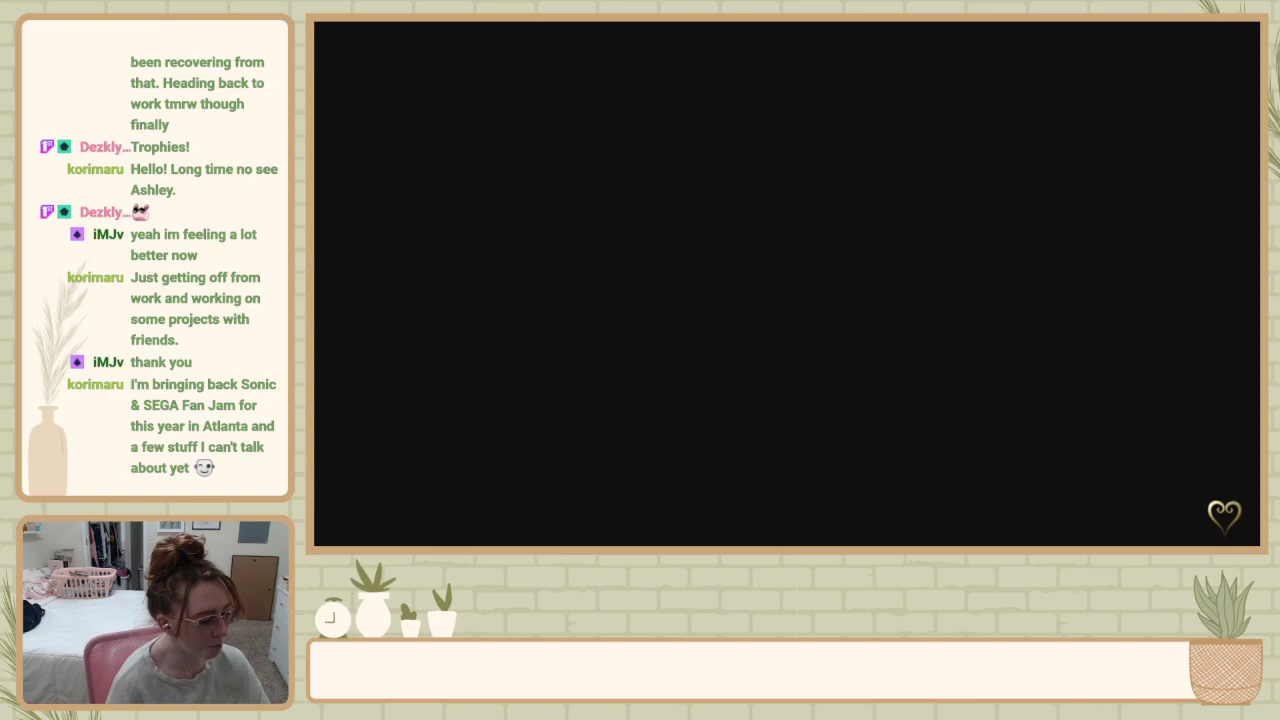 been recovering from
that. Heading back to
work tmrw though
finally
Dezkly... Trophies!
korimaru Hello! Long time no see
Ashley.
Dezkly...
iMJv yeah im feeling a lot
better now
korimaru Just getting off from
work and working on
some projects with
friends.
iMJv thank you
korimaru I'm bringing back Sonic
& SEGA Fan Jam for
this year in Atlanta and
a few stuff I can't talk
about yet